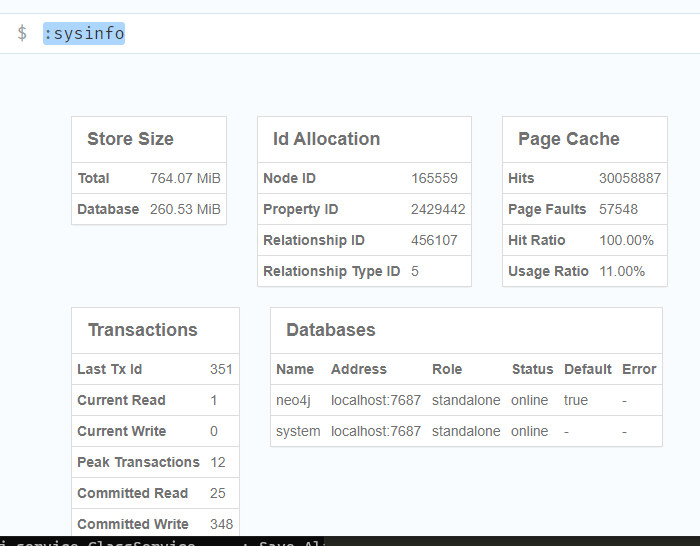 $ :sysinfo
Store Size
Total 764.07 MiB
Database 260.53 MiB
Id Allocation
Node ID 165559
Property ID 2429442
Relationship ID 456107
Relationship Type ID 5
Page Cache
Hits 30058887
Page Faults 57548
Hit Ratio 100.00%
Usage Ratio 11.00%
Transactions
Last Tx Id 351
Current Read 1
Current Write 0
Peak Transactions 12
Committed Read 25
Committed Write 348
Databases
Name Address Role Status Default Error
neo4j localhost:7687 standalone online true -
system localhost:7687 standalone online - -